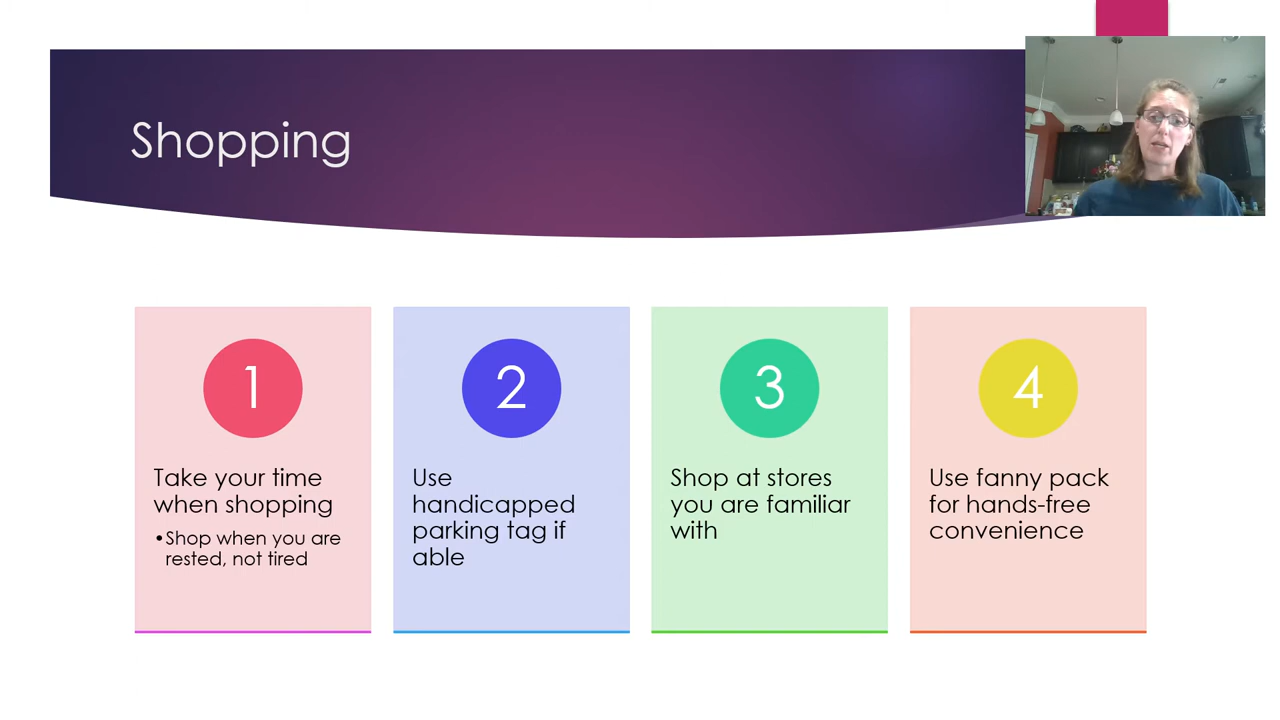 Shopping
1
Take your time
when shopping
•Shop when you are
rested, not tired
2
Use
handicapped
parking tag if
able
3
Shop at stores
you are familiar
with
4
Use fanny pack
for hands-free
convenience